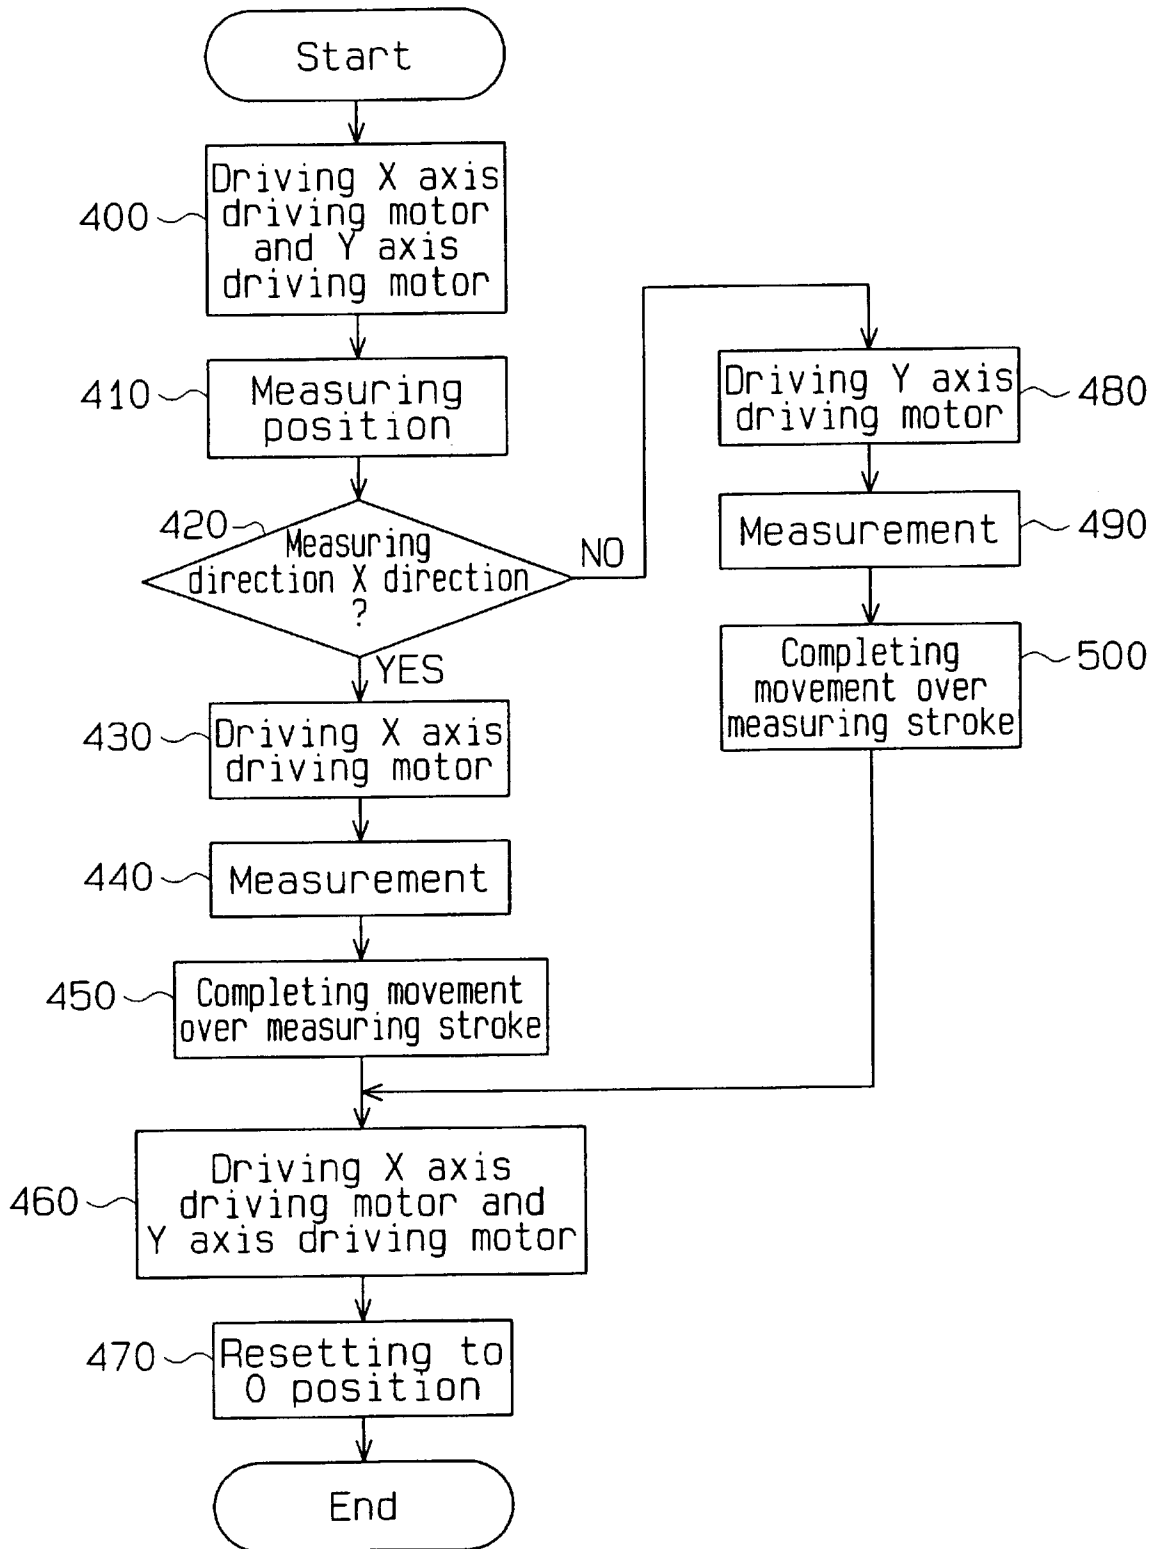 Start
400
Driving X axis
driving motor
and Y axis
driving motor
410
Measuring
position
420
Measuring
direction X direction
?
NO
YES
430
Driving X axis
driving motor
440
Measurement
450
Completing movement
over measuring stroke
Driving Y axis
driving motor
480
Measurement
490
Completing
movement over
measuring stroke
500
460
Driving X axis
driving motor and
Y axis driving motor
470
Resetting to
0 position
End